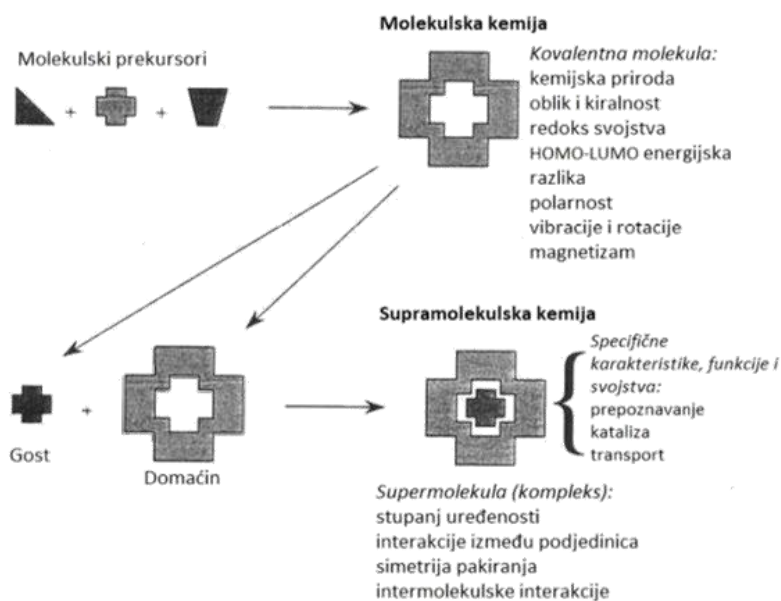 Molekulska kemija
Molekulski prekursori
+
+
Kovalentna molekula:
kemijska priroda
oblik i kiralnost
redoks svojstva
HOMO-LUMO energijska
razlika
polarnost
vibracije i rotacije
magnetizam
Supramolekulska kemija
+
Gost
Domaćin
Specifične
karakteristike, funkcije i
svojstva:
prepoznavanje
kataliza
transport
Supermolekula (kompleks):
stupanj uređenosti
interakcije između podjedinica
simetrija pakiranja
intermolekulske interakcije